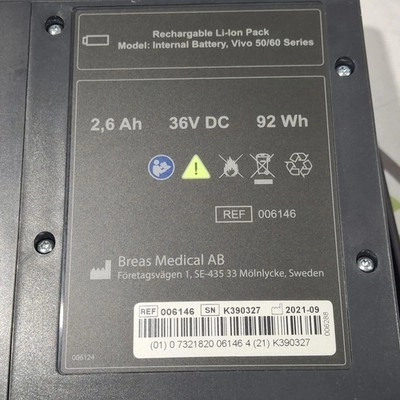 Rechargable Li-Ion Pack
Model: Internal Battery, Vivo 50/60 Series
2,6 Ah 36V DC 92 Wh
REF 006146
Breas Medical AB
Företagsvägen 1, SE-435 33 Mölnlycke, Sweden
REF 006146 SN K390327 2021-09
(01) 0 7321820 06146 4 (21) K390327
006288
006124